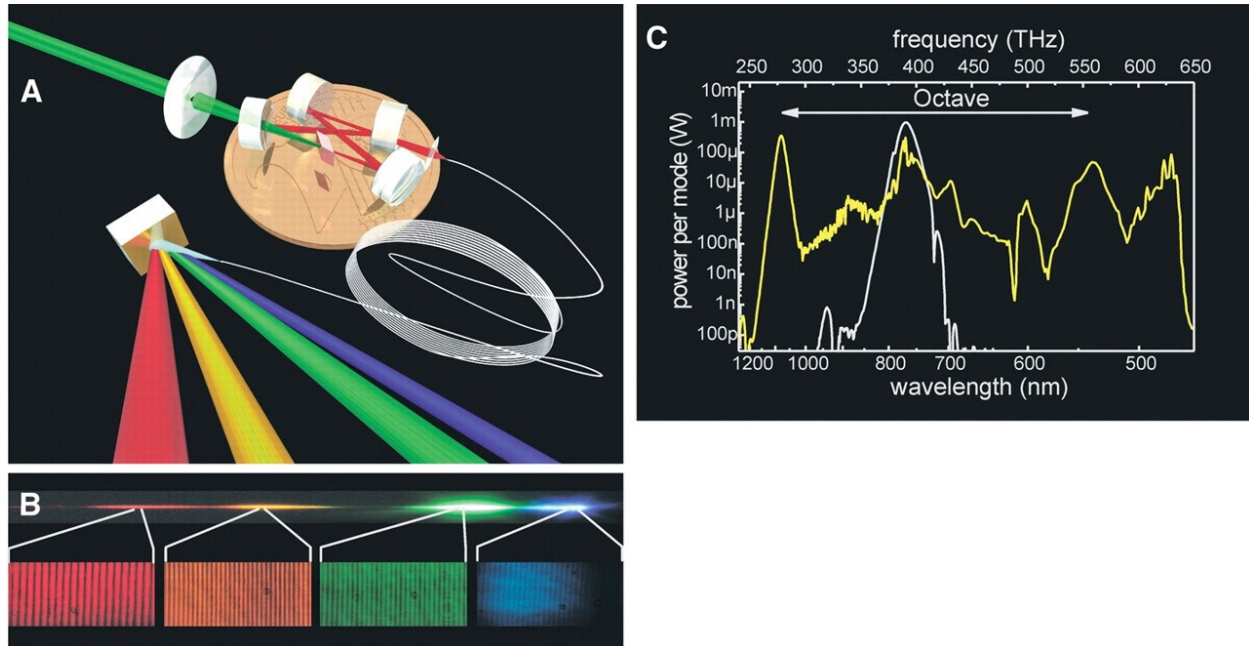 A
B
C
frequency (THz)
250 300 350 400 450 500 550 600 650
Octave
power per mode (W)
10m
1m
100μ
10μ
1μ
100n
10n
1n
100p
1200 1000 800 700 600 500
wavelength (nm)